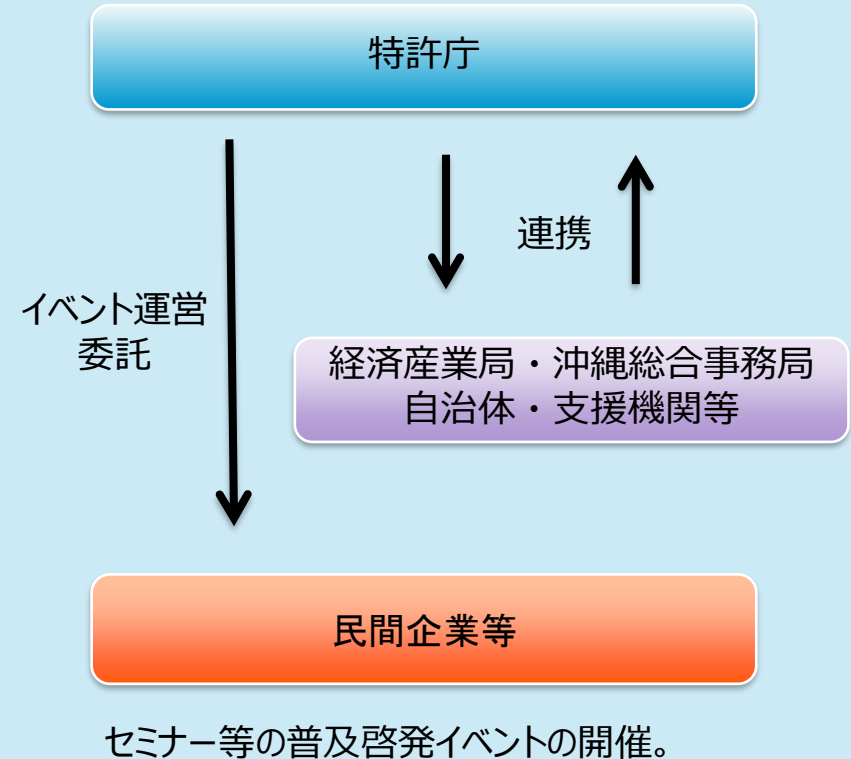 特許庁
連携
イベント運営
委託
経済産業局・沖縄総合事務局
自治体・支援機関等
民間企業等
セミナー等の普及啓発イベントの開催。